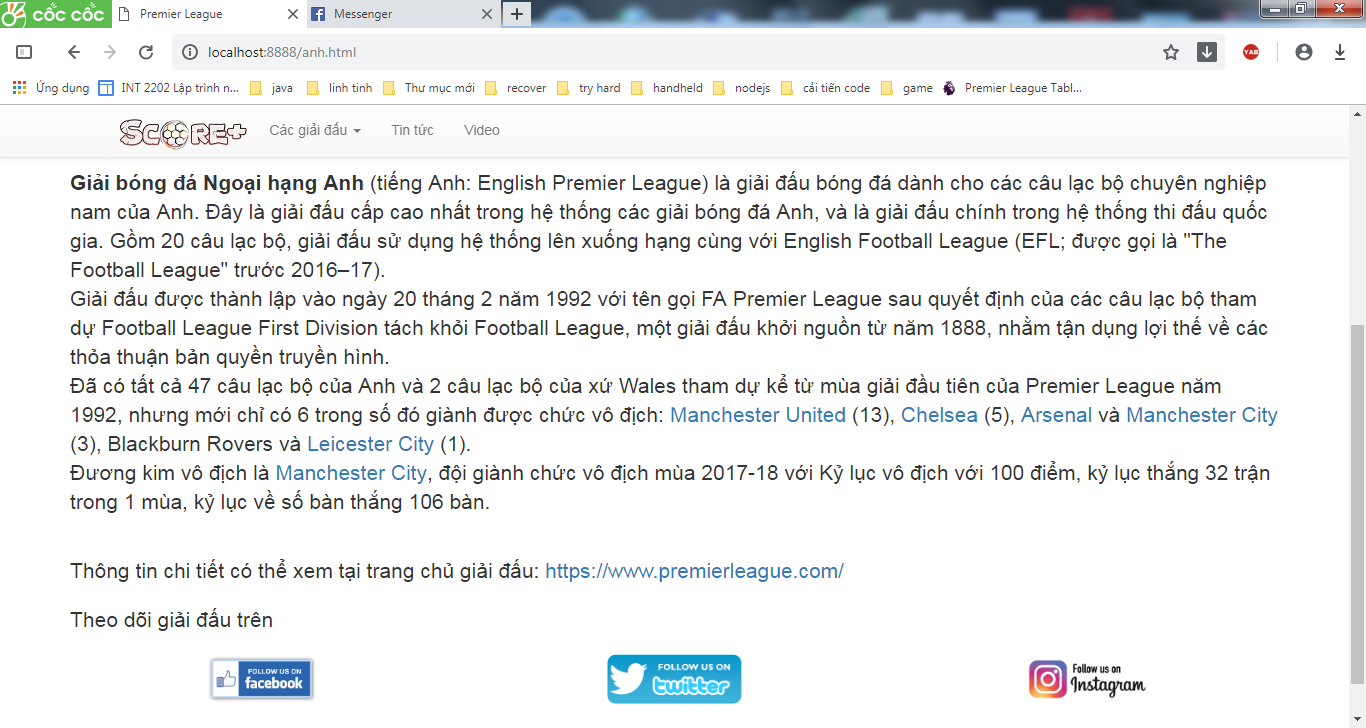 cốc cốc
Premier League
Messenger
localhost:8888/anh.html
YAB
Ứng dụng
INT 2202 Lập trình n...
java
linh tinh
Thư mục mới
recover
try hard
handheld
nodejs
cải tiến code
game
Premier League Tabl...
SCORE+
Các giải đấu
Tin tức
Video
Giải bóng đá Ngoại hạng Anh (tiếng Anh: English Premier League) là giải đấu bóng đá dành cho các câu lạc bộ chuyên nghiệp
nam của Anh. Đây là giải đấu cấp cao nhất trong hệ thống các giải bóng đá Anh, và là giải đấu chính trong hệ thống thi đấu quốc
gia. Gồm 20 câu lạc bộ, giải đấu sử dụng hệ thống lên xuống hạng cùng với English Football League (EFL; được gọi là "The
Football League" trước 2016–17).
Giải đấu được thành lập vào ngày 20 tháng 2 năm 1992 với tên gọi FA Premier League sau quyết định của các câu lạc bộ tham
dự Football League First Division tách khỏi Football League, một giải đấu khởi nguồn từ năm 1888, nhằm tận dụng lợi thế về các
thỏa thuận bản quyền truyền hình.
Đã có tất cả 47 câu lạc bộ của Anh và 2 câu lạc bộ của xứ Wales tham dự kể từ mùa giải đầu tiên của Premier League năm
1992, nhưng mới chỉ có 6 trong số đó giành được chức vô địch: Manchester United (13), Chelsea (5), Arsenal và Manchester City
(3), Blackburn Rovers và Leicester City (1).
Đương kim vô địch là Manchester City, đội giành chức vô địch mùa 2017-18 với Kỷ lục vô địch với 100 điểm, kỷ lục thắng 32 trận
trong 1 mùa, kỷ lục về số bàn thắng 106 bàn.
Thông tin chi tiết có thể xem tại trang chủ giải đấu: https://www.premierleague.com/
Theo dõi giải đấu trên
FOLLOW US ON
facebook
FOLLOW US ON
twitter
Follow us on
Instagram